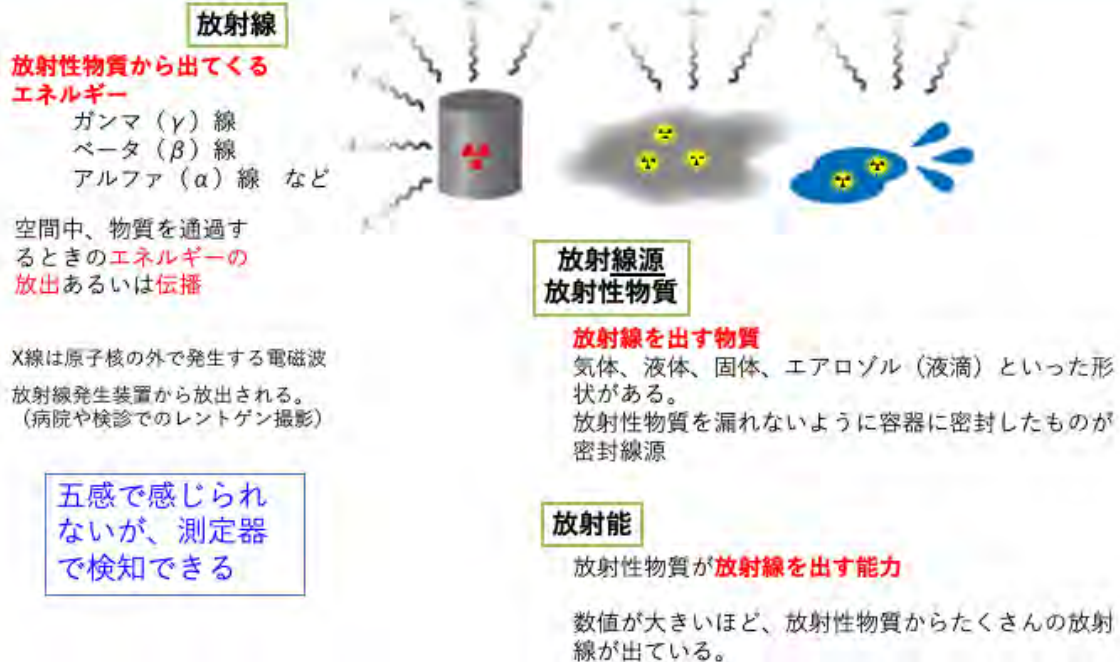 放射線
放射性物質から出てくる
エネルギー
ガンマ（γ）線
ベータ（β）線
アルファ（α）線　など
空間中、物質を通過す
るときのエネルギーの
放出あるいは伝播
X線は原子核の外で発生する電磁波
放射線発生装置から放出される。
（病院や検診でのレントゲン撮影）
五感で感じられ
ないが、測定器
で検知できる
放射線源
放射性物質
放射線を出す物質
気体、液体、固体、エアロゾル（液滴）といった形
状がある。
放射性物質を漏れないように容器に密封したものが
密封線源
放射能
放射性物質が放射線を出す能力
数値が大きいほど、放射性物質からたくさんの放射
線が出ている。